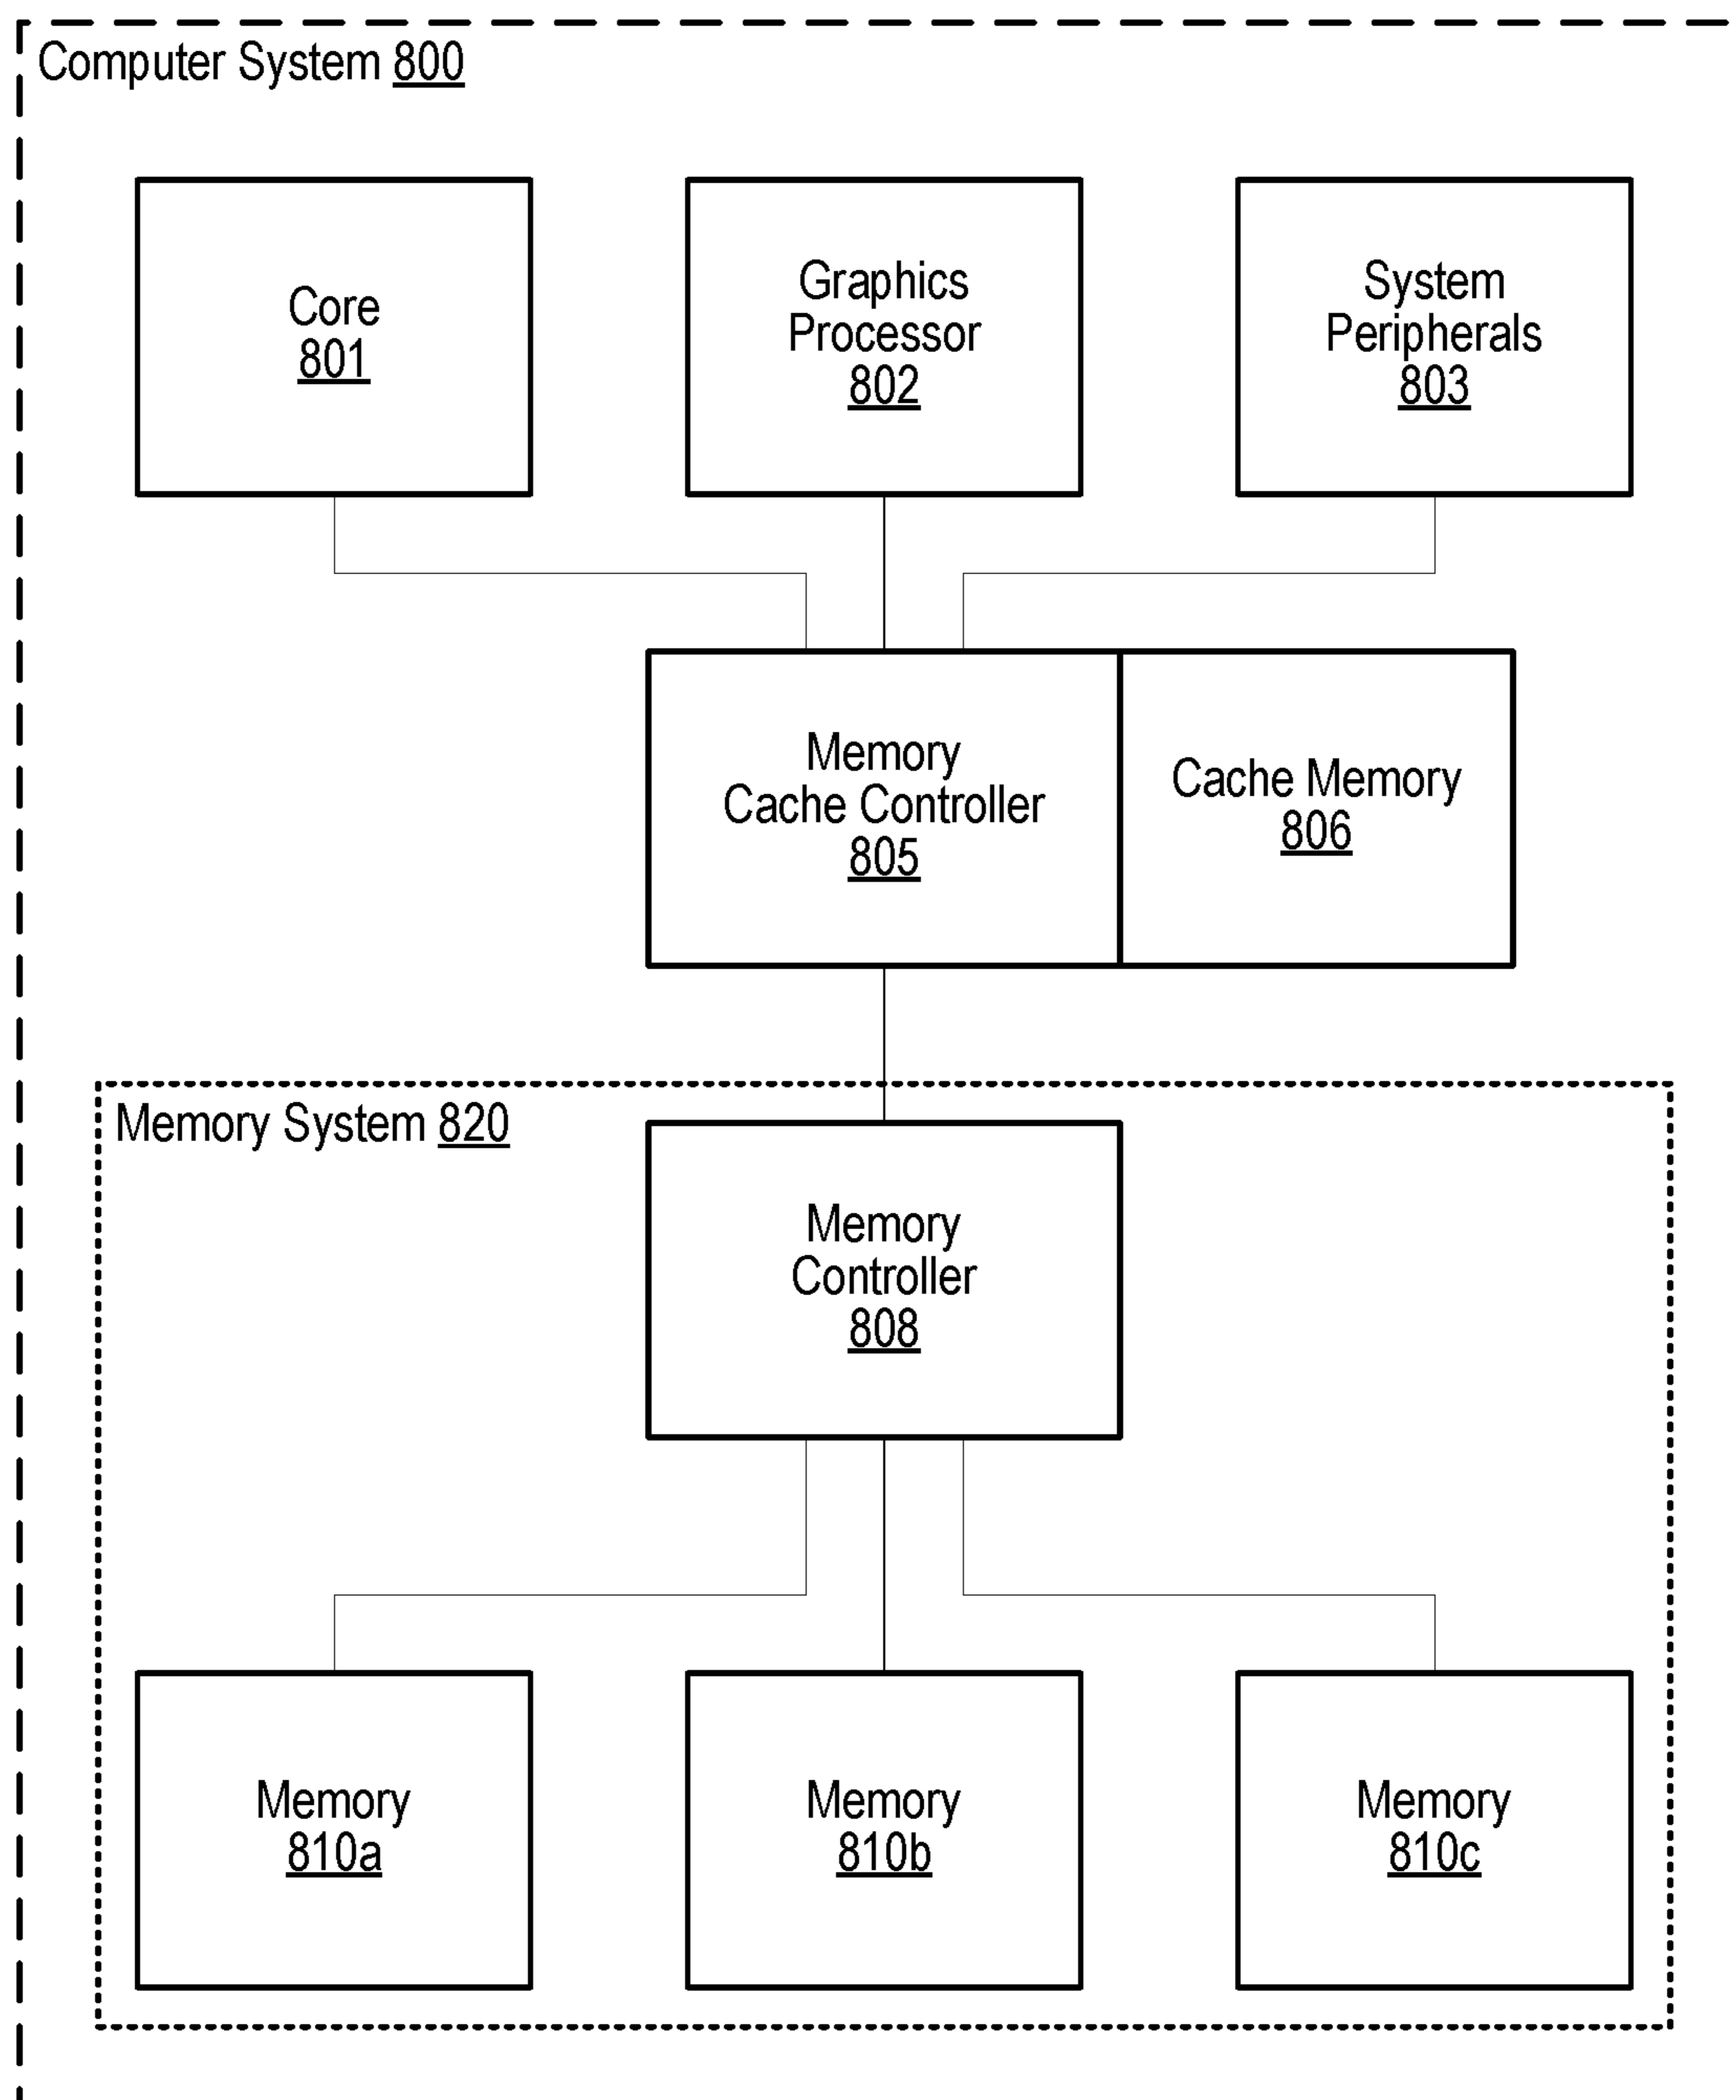 Computer System 800
Core
801
Graphics
Processor
802
System
Peripherals
803
Memory
Cache Controller
805
Cache Memory
806
Memory System 820
Memory
Controller
808
Memory
810a
Memory
810b
Memory
810c